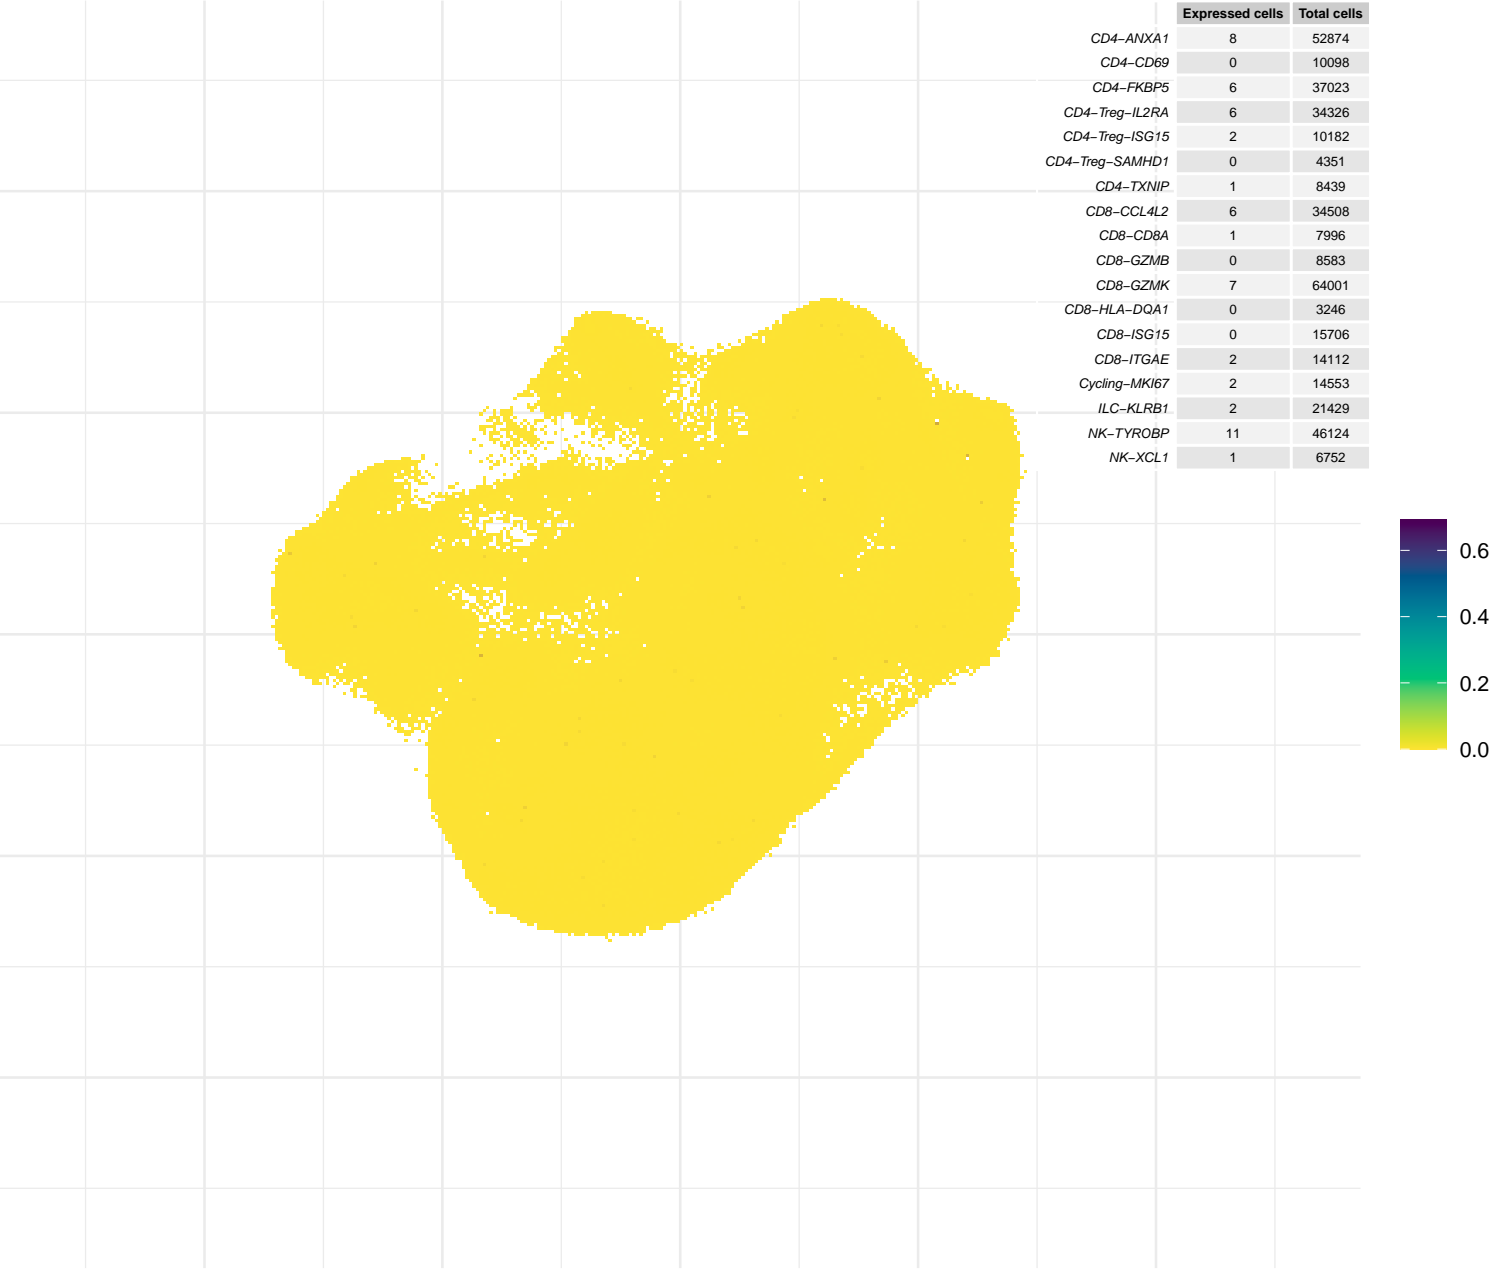 Expressed cells Total cells
CD4−ANXA1 8 52874
CD4−CD69 0 10098
CD4−FKBP5 6 37023
CD4−Treg−IL2RA 6 34326
CD4−Treg−ISG15 2 10182
CD4−Treg−SAMHD1 0 4351
CD4−TXNIP 1 8439
CD8−CCL4L2 6 34508
CD8−CD8A 1 7996
CD8−GZMB 0 8583
CD8−GZMK 7 64001
CD8−HLA−DQA1 0 3246
CD8−ISG15 0 15706
CD8−ITGAE 2 14112
Cycling−MKI67 2 14553
ILC−KLRB1 2 21429
NK−TYROBP 11 46124
NK−XCL1 1 6752
0.6
0.4
0.2
0.0